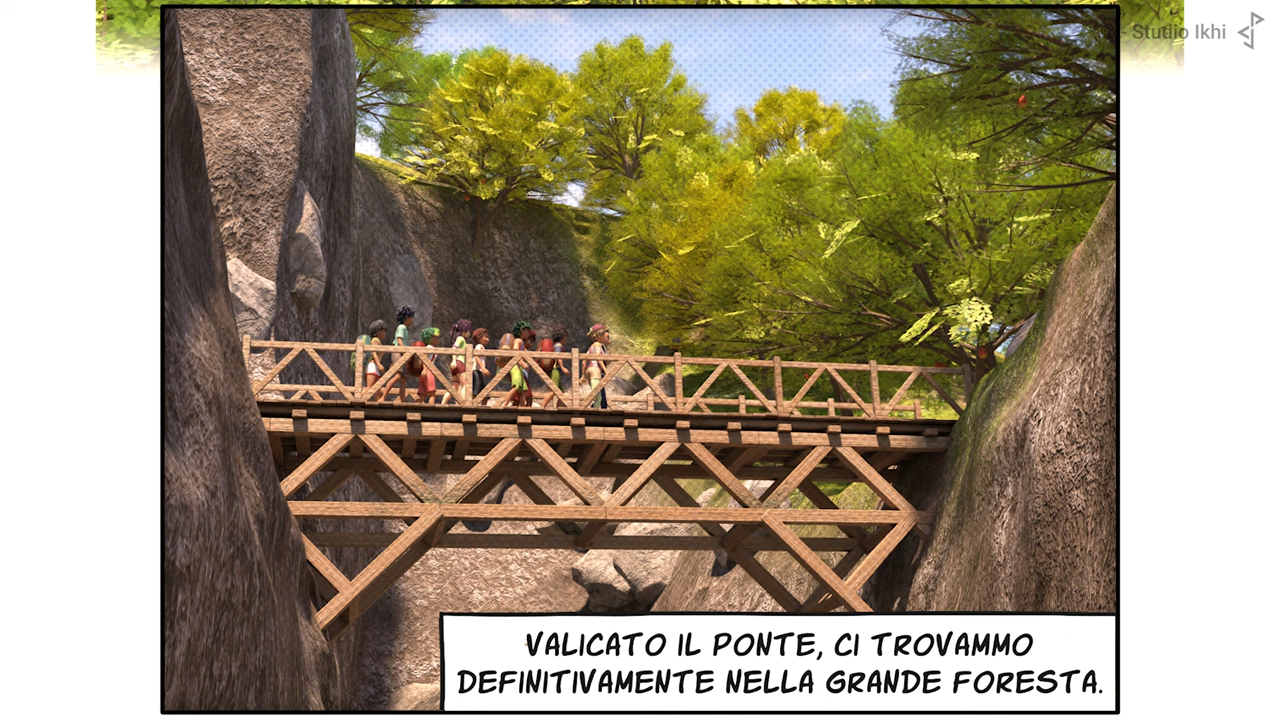 - Studio Ikhi
VALICATO IL PONTE, CI TROVAMMO
DEFINITIVAMENTE NELLA GRANDE FORESTA.